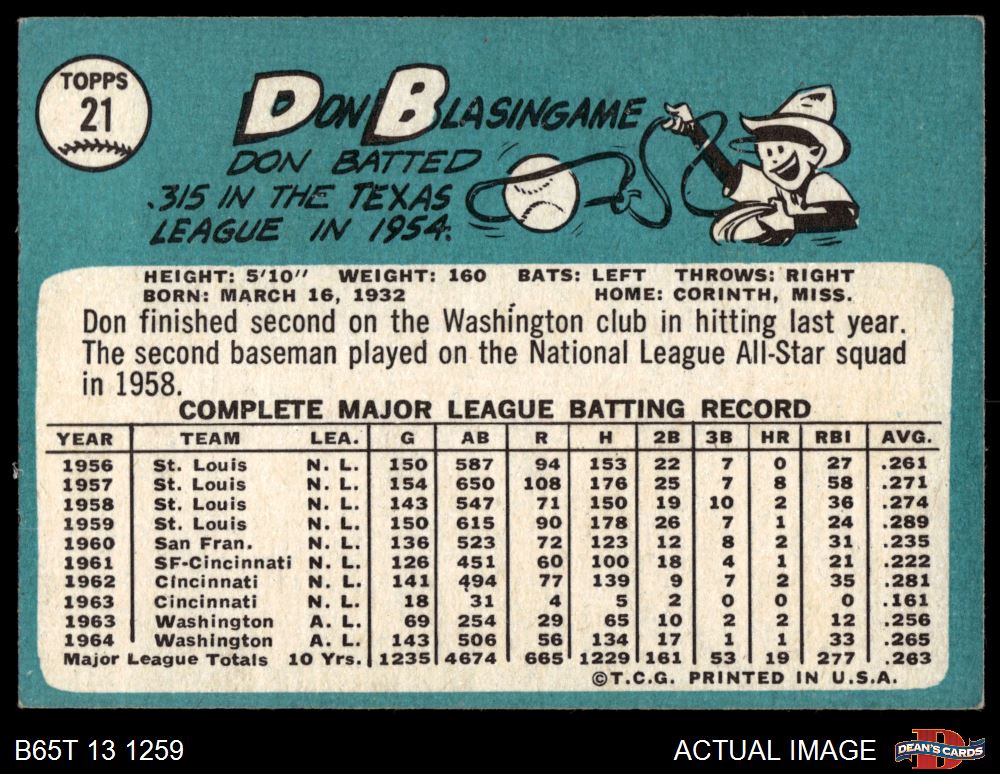 TOPPS
21
DON BLASINGAME
DON BATTED
.315 IN THE TEXAS
LEAGUE IN 1954.
HEIGHT: 5'10" WEIGHT: 160 BATS: LEFT THROWS: RIGHT
BORN: MARCH 16, 1932 HOME: CORINTH, MISS.
Don finished second on the Washington club in hitting last year.
The second baseman played on the National League All-Star squad
in 1958.
COMPLETE MAJOR LEAGUE BATTING RECORD
YEAR TEAM LEA. G AB R H 2B 3B HR RBI AVG.
1956 St. Louis N. L. 150 587 94 153 22 7 0 27 .261
1957 St. Louis N. L. 154 650 108 176 25 7 8 58 .271
1958 St. Louis N. L. 143 547 71 150 19 10 2 36 .274
1959 St. Louis N. L. 150 615 90 178 26 7 1 24 .289
1960 San Fran. N. L. 136 523 72 123 12 8 2 31 .235
1961 SF-Cincinnati N. L. 126 451 60 100 18 4 1 21 .222
1962 Cincinnati N. L. 141 494 77 139 9 7 2 35 .281
1963 Cincinnati N. L. 18 31 4 5 2 0 0 0 .161
1963 Washington A. L. 69 254 29 65 10 2 2 12 .256
1964 Washington A. L. 143 506 56 134 17 1 1 33 .265
Major League Totals 10 Yrs. 1235 4674 665 1229 161 53 19 277 .263
©T.C.G. PRINTED IN U.S.A.
B65T 13 1259 ACTUAL IMAGE DEAN'S CARDS